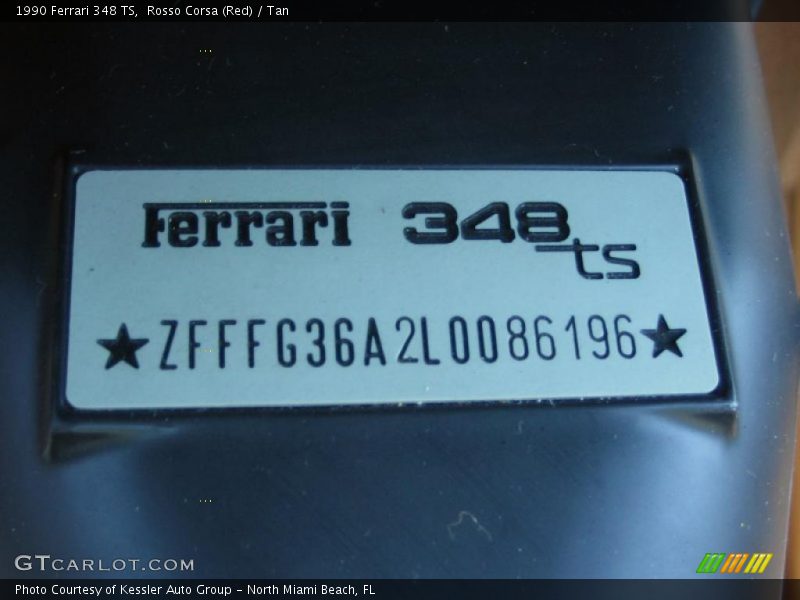 1990 Ferrari 348 TS,  Rosso Corsa (Red) / Tan
Ferrari 348 ts
★ZFFFG36A2L0086196★
GTCARLOT.COM
Photo Courtesy of Kessler Auto Group - North Miami Beach, FL